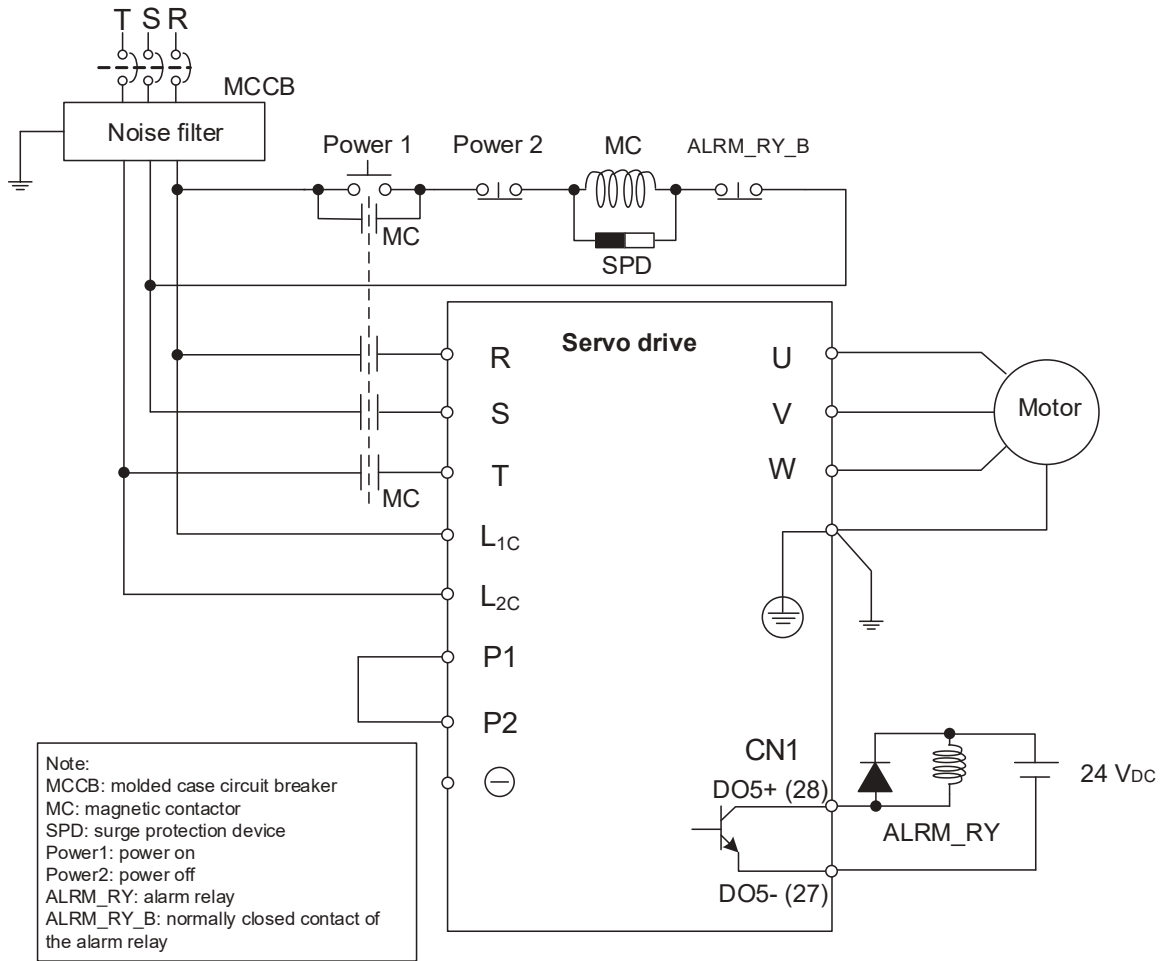 T S R
MCCB
Noise filter
Power 1
Power 2
MC
ALRM_RY_B
MC
SPD
Servo drive
R
U
S
V
Motor
T
W
MC
L1C
L2C
P1
P2
CN1
24 VDC
DO5+ (28)
ALRM_RY
DO5- (27)
Note:
MCCB: molded case circuit breaker
MC: magnetic contactor
SPD: surge protection device
Power1: power on
Power2: power off
ALRM_RY: alarm relay
ALRM_RY_B: normally closed contact of
the alarm relay